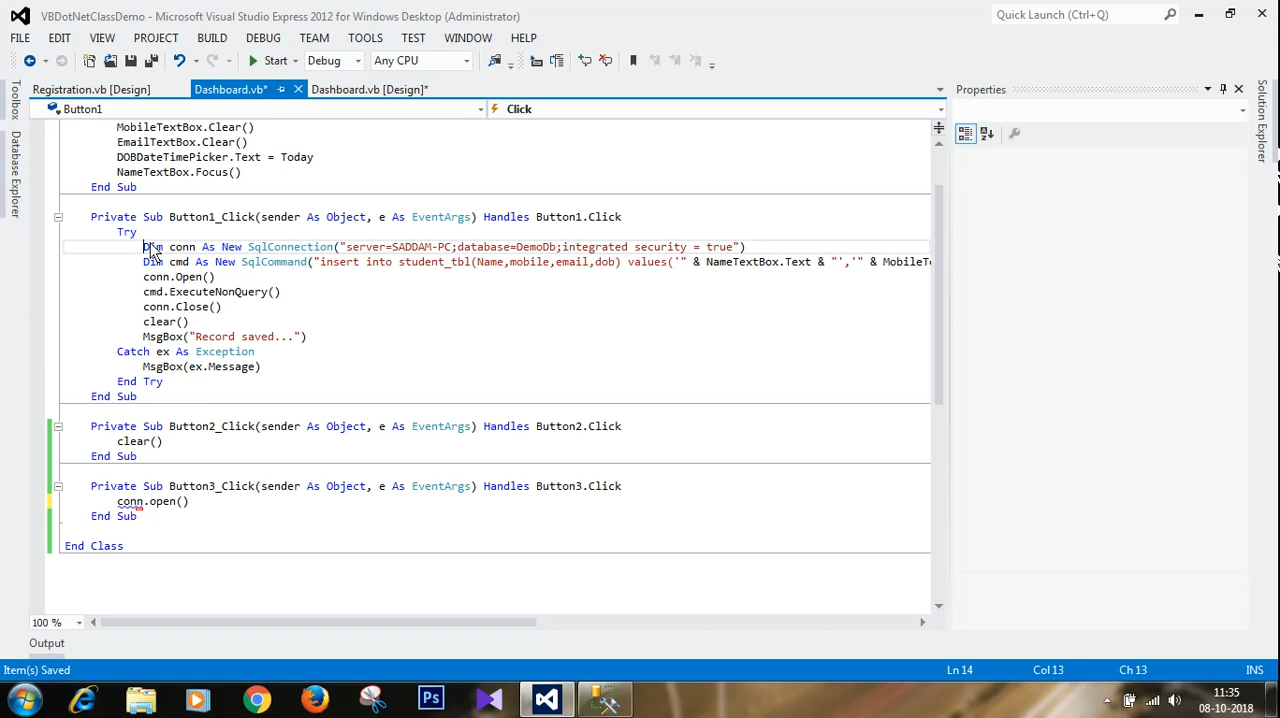 VBDotNetClassDemo - Microsoft Visual Studio Express 2012 for Windows Desktop (Administrator)
Quick Launch (Ctrl+Q)
FILE EDIT VIEW PROJECT BUILD DEBUG TEAM TOOLS TEST WINDOW HELP
Start Debug Any CPU
Registration.vb [Design] Dashboard.vb* Dashboard.vb [Design]* Properties
Button1 Click
Toolbox
Database Explorer
Solution Explorer
MobileTextBox.Clear()
EmailTextBox.Clear()
DOBDateTimePicker.Text = Today
NameTextBox.Focus()
End Sub
Private Sub Button1_Click(sender As Object, e As EventArgs) Handles Button1.Click
Try
Dim conn As New SqlConnection("server=SADDAM-PC;database=DemoDb;integrated security = true")
Dim cmd As New SqlCommand("insert into student_tbl(Name,mobile,email,dob) values('" & NameTextBox.Text & "','" & MobileTe
conn.Open()
cmd.ExecuteNonQuery()
conn.Close()
clear()
MsgBox("Record saved...")
Catch ex As Exception
MsgBox(ex.Message)
End Try
End Sub
Private Sub Button2_Click(sender As Object, e As EventArgs) Handles Button2.Click
clear()
End Sub
Private Sub Button3_Click(sender As Object, e As EventArgs) Handles Button3.Click
conn.open()
End Sub
End Class
100 %
Output
Item(s) Saved Ln 14 Col 13 Ch 13 INS
Ps
11:35
08-10-2018